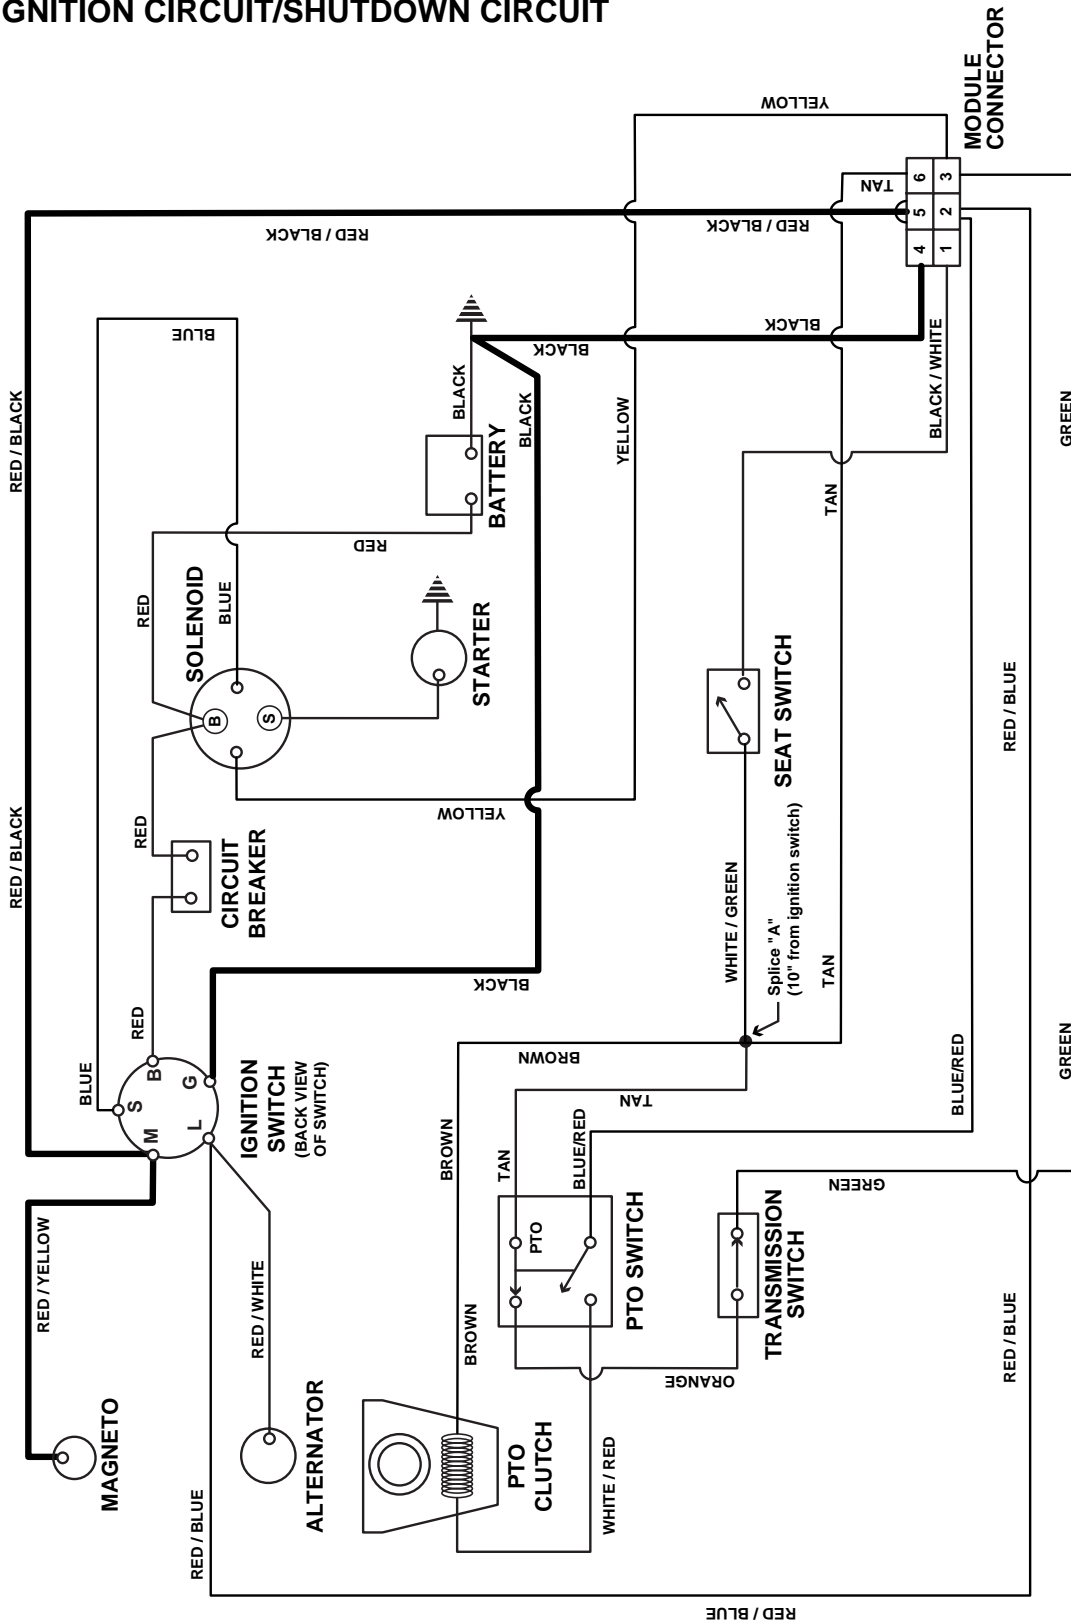 GNITION CIRCUIT/SHUTDOWN CIRCUIT
MODULE
CONNECTOR
YELLOW
TAN
6
3
5
2
4
1
RED / BLACK
RED / BLACK
BLUE
BLACK
BLACK
BLACK
BLACK
BLACK / WHITE
RED / BLACK
YELLOW
GREEN
BATTERY
TAN
RED
RED
SOLENOID
BLUE
B
S
STARTER
SEAT SWITCH
RED / BLUE
YELLOW
RED / BLACK
RED
CIRCUIT
BREAKER
WHITE / GREEN
Splice "A"
(10" from ignition switch)
TAN
BLACK
RED
BLUE
B
S
G
M
L
IGNITION
SWITCH
(BACK VIEW
OF SWITCH)
BROWN
TAN
BLUE/RED
GREEN
BROWN
TAN
BLUE/RED
PTO
PTO SWITCH
GREEN
TRANSMISSION
SWITCH
RED / YELLOW
RED / WHITE
BROWN
ORANGE
RED / BLUE
MAGNETO
ALTERNATOR
PTO
CLUTCH
WHITE / RED
RED / BLUE
RED / BLUE